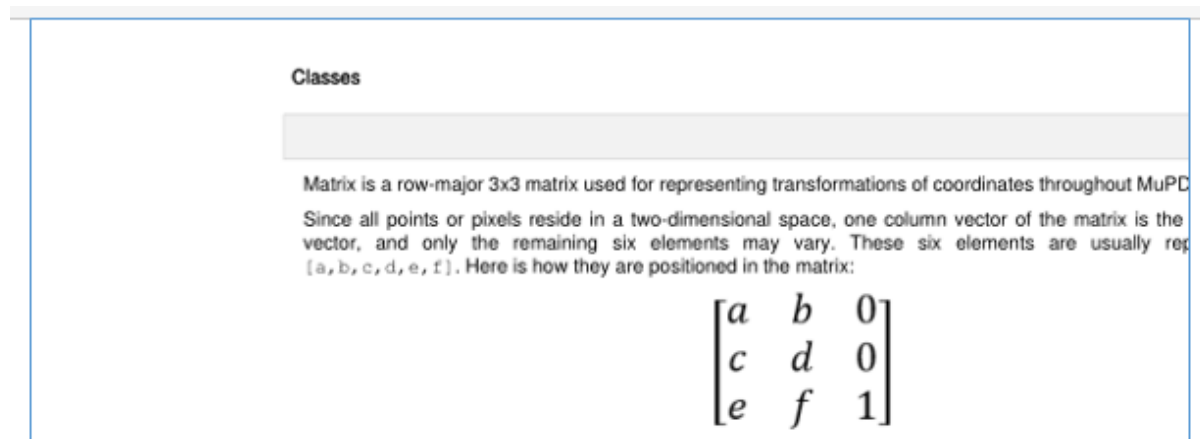 Classes
Matrix is a row-major 3x3 matrix used for representing transformations of coordinates throughout MuPD
Since all points or pixels reside in a two-dimensional space, one column vector of the matrix is the
vector, and only the remaining six elements may vary. These six elements are usually rep
[a,b,c,d,e,f]. Here is how they are positioned in the matrix:
a b 0
c d 0
e f 1